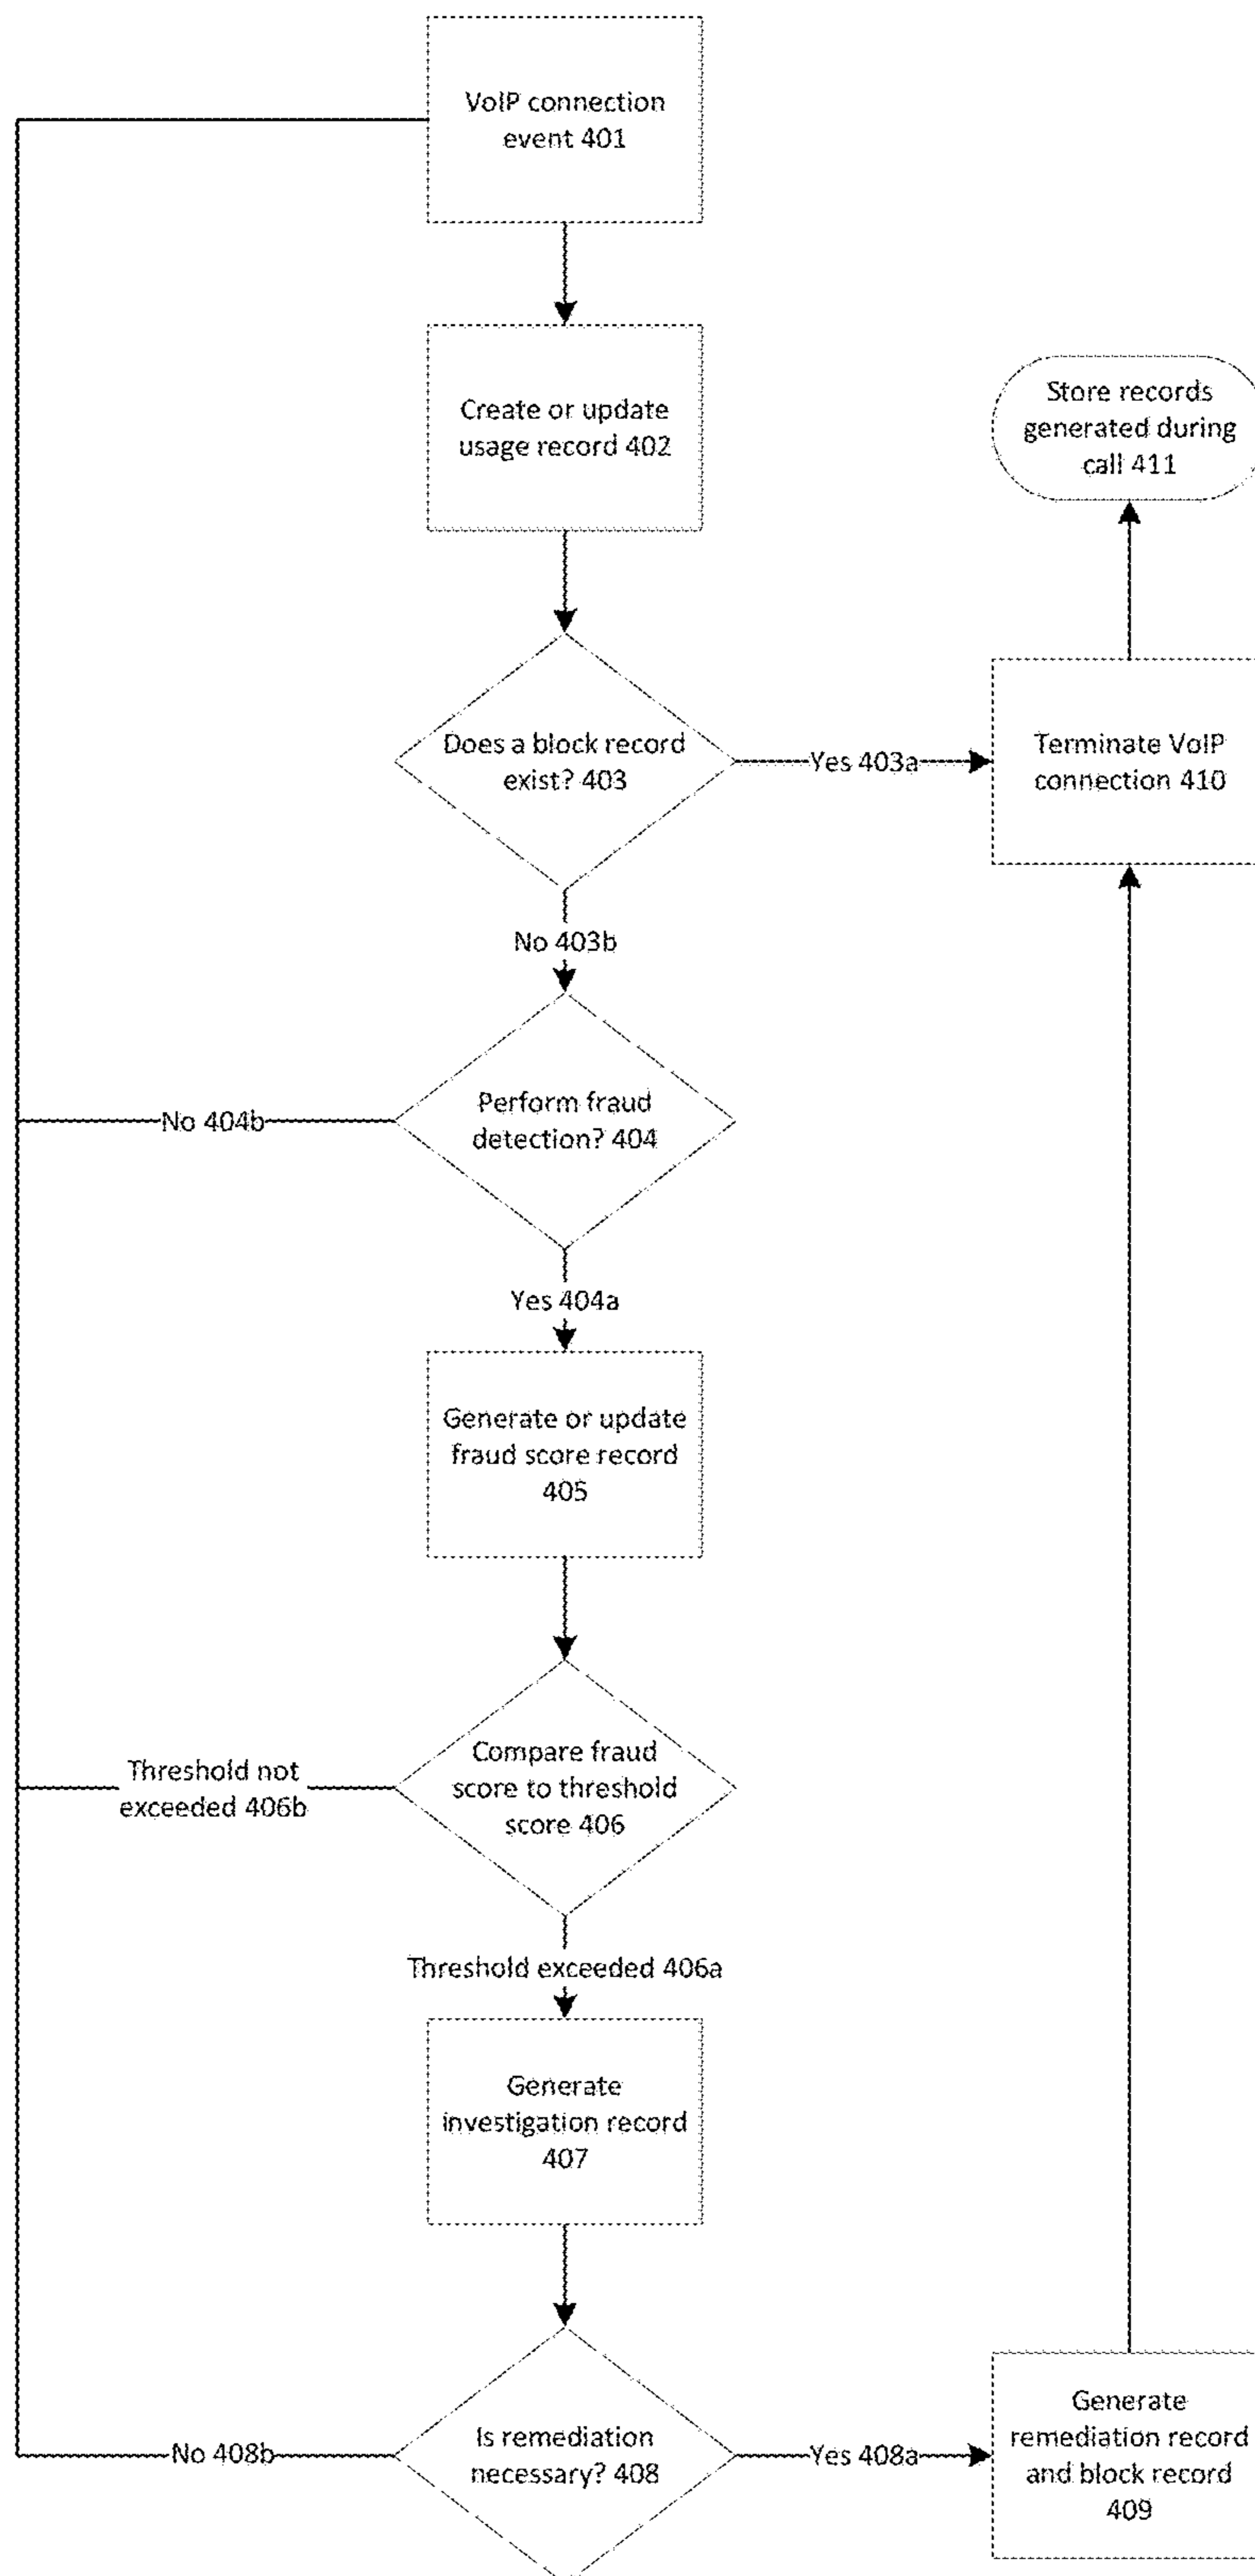 VoIP connection
event 401
Create or update
usage record 402
Store records
generated during
call 411
Does a block record
exist? 403
Yes 403a
Terminate VoIP
connection 410
No 403b
No 404b
Perform fraud
detection? 404
Yes 404a
Generate or update
fraud score record
405
Threshold not
exceeded 406b
Compare fraud
score to threshold
score 406
Threshold exceeded 406a
Generate
investigation record
407
No 408b
Is remediation
necessary? 408
Yes 408a
Generate
remediation record
and block record
409